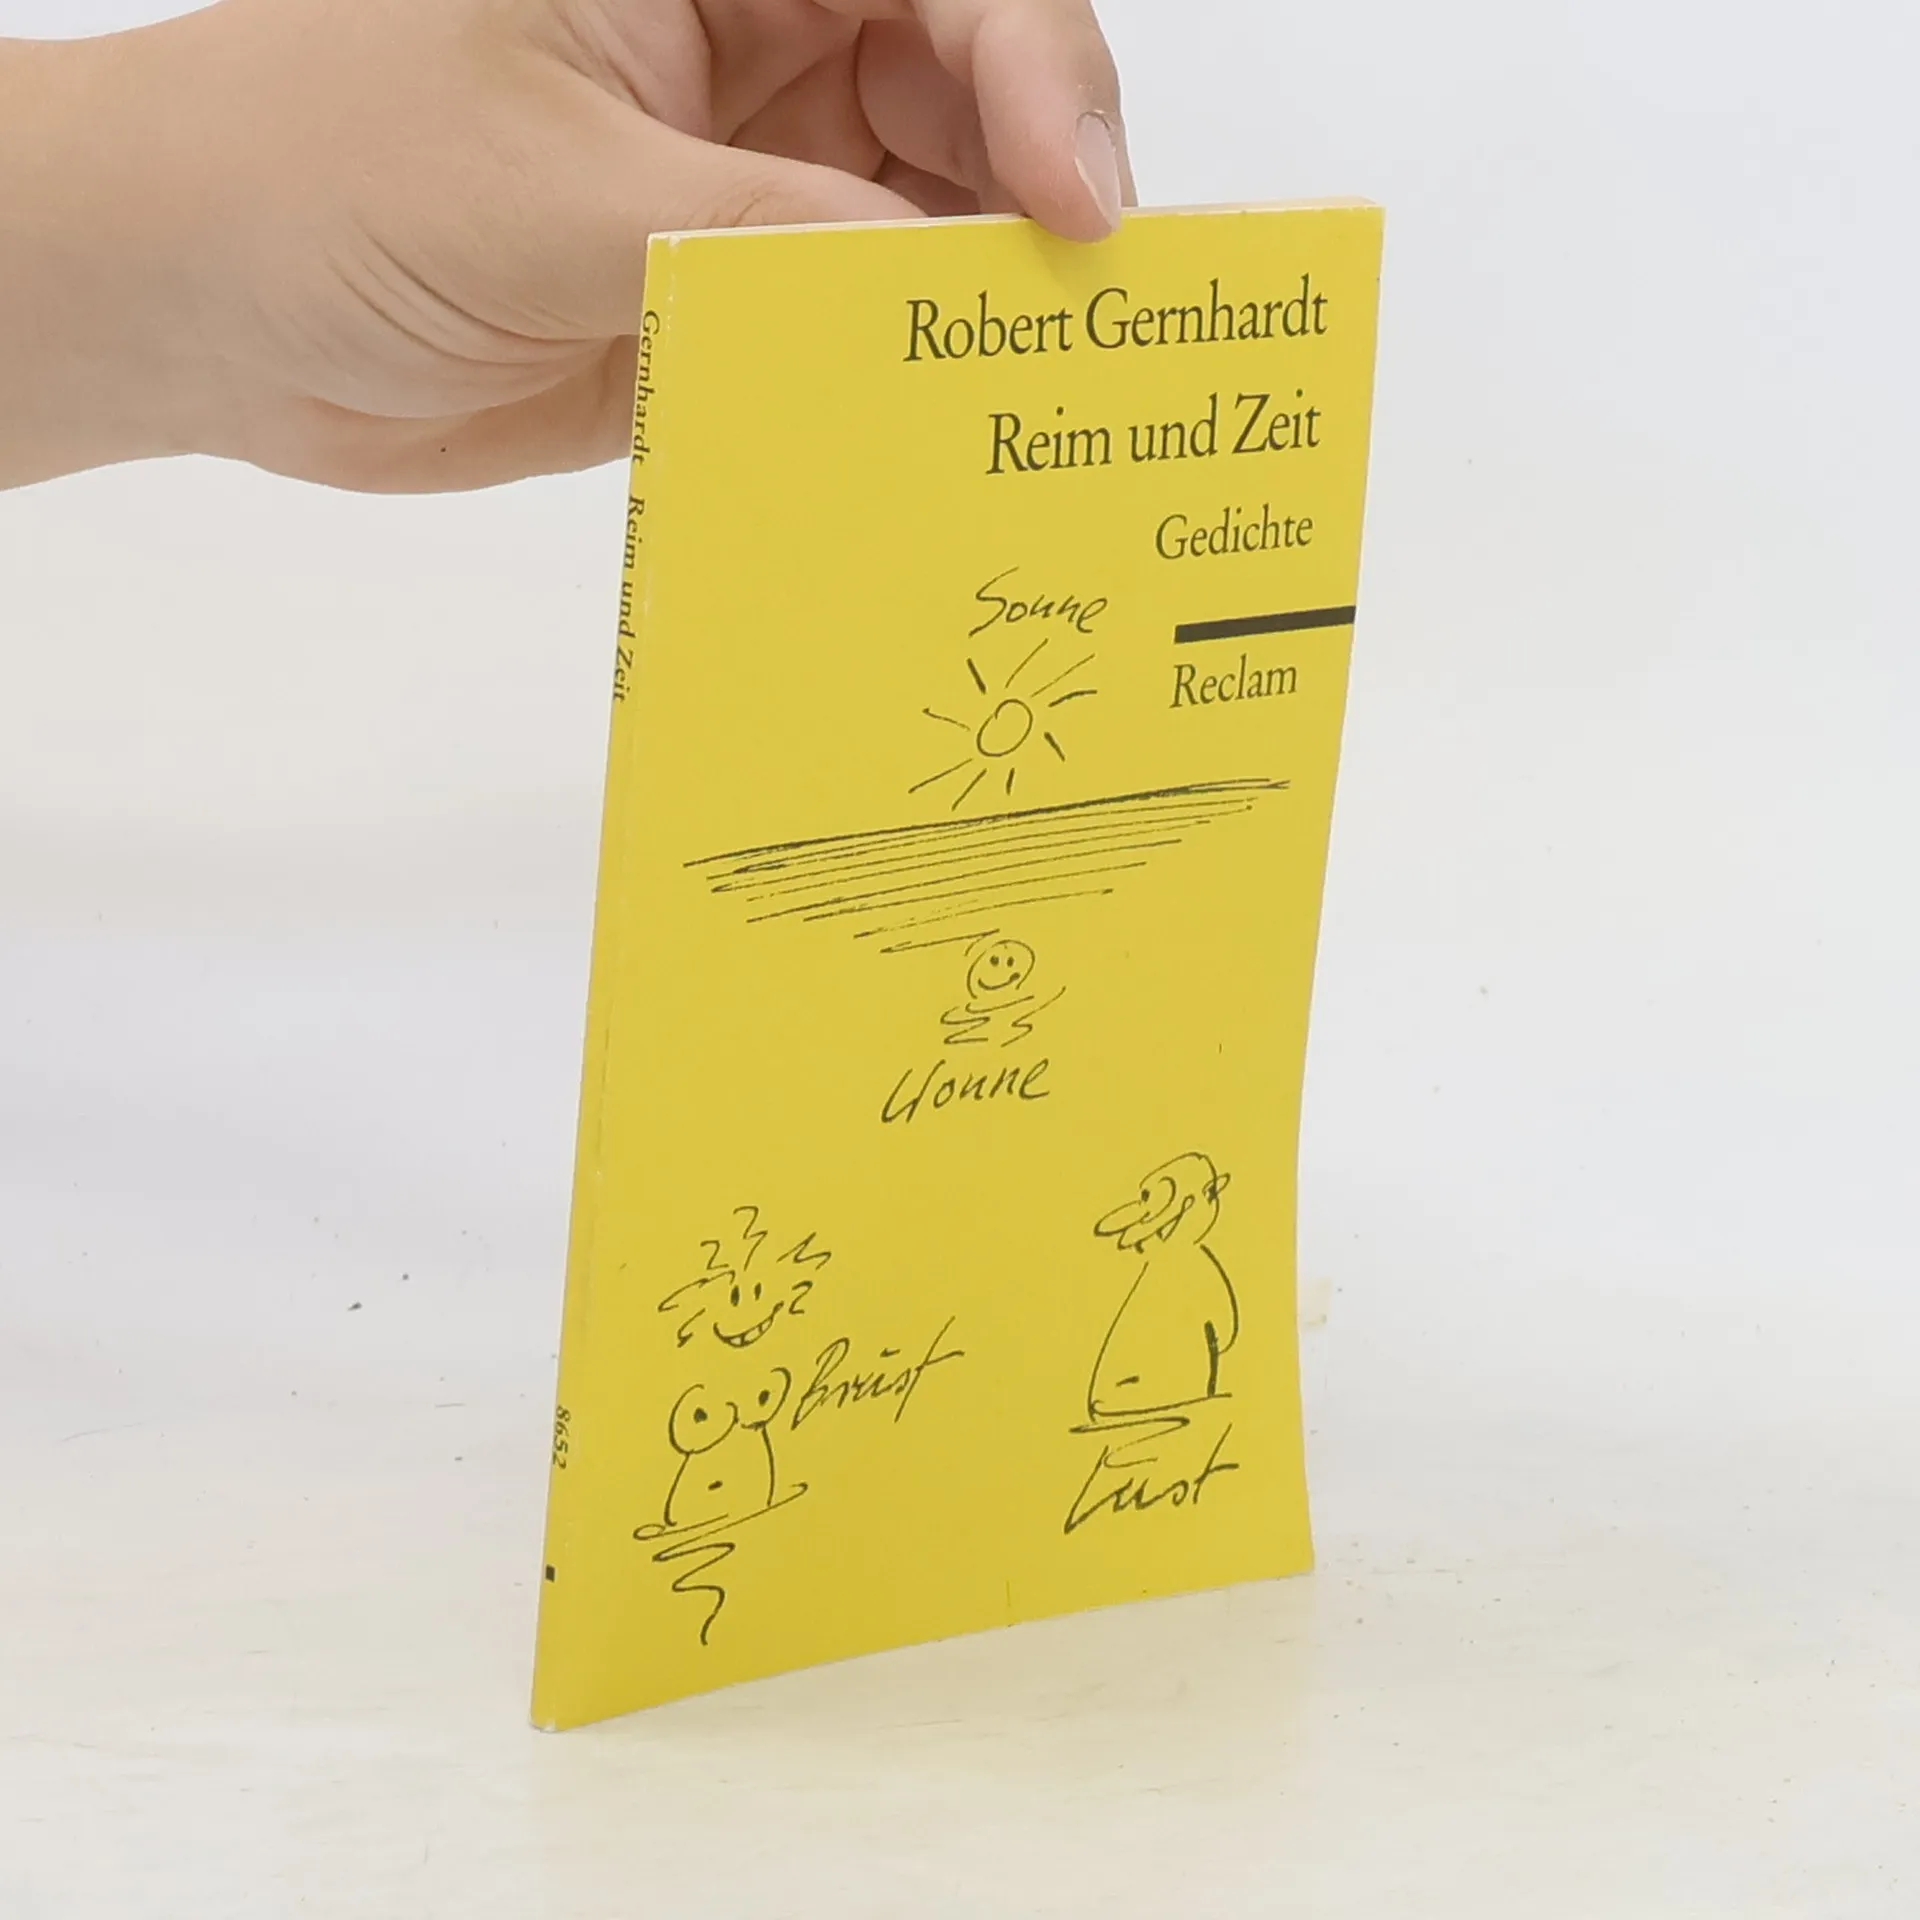 Robert Gernhardt
Reim und Zeit
Gedichte
Reclam
Sonne
Wonne
Brust
Lust
Gernhardt Reim und Zeit
8652